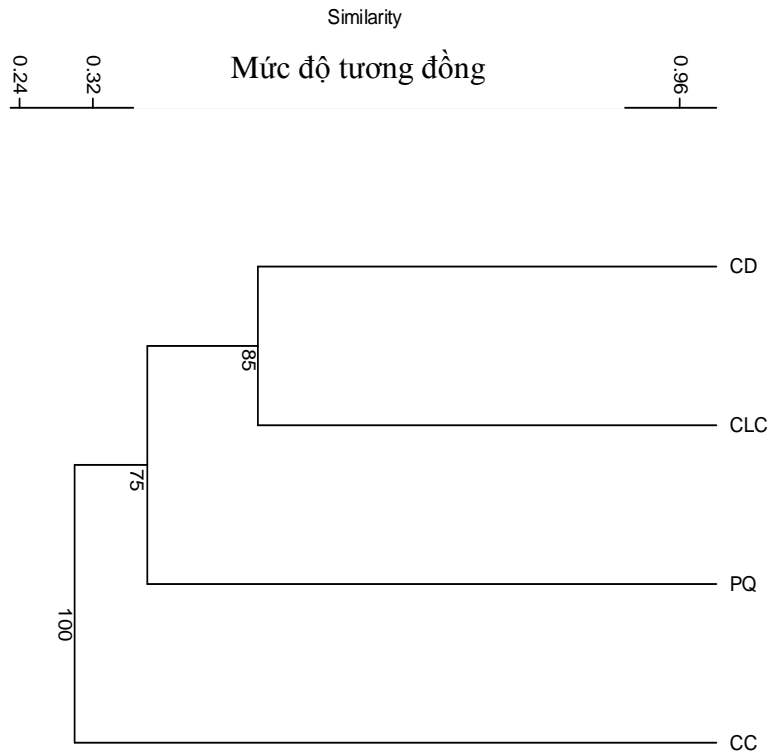 Similarity
Mức độ tương đồng
0.24
0.32
0.96
CD
85
CLC
75
PQ
100
CC